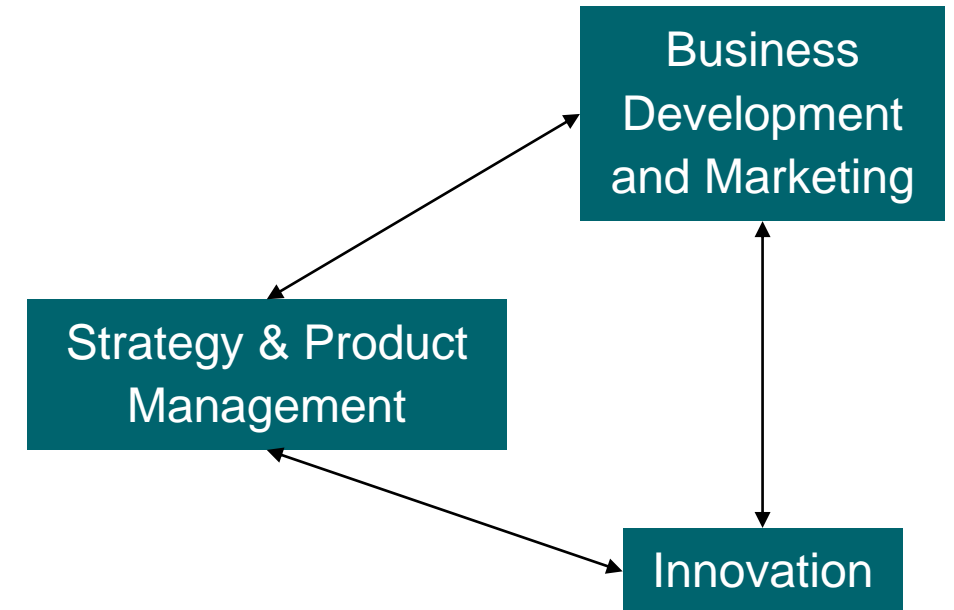 Business
Development
and Marketing
Strategy & Product
Management
Innovation